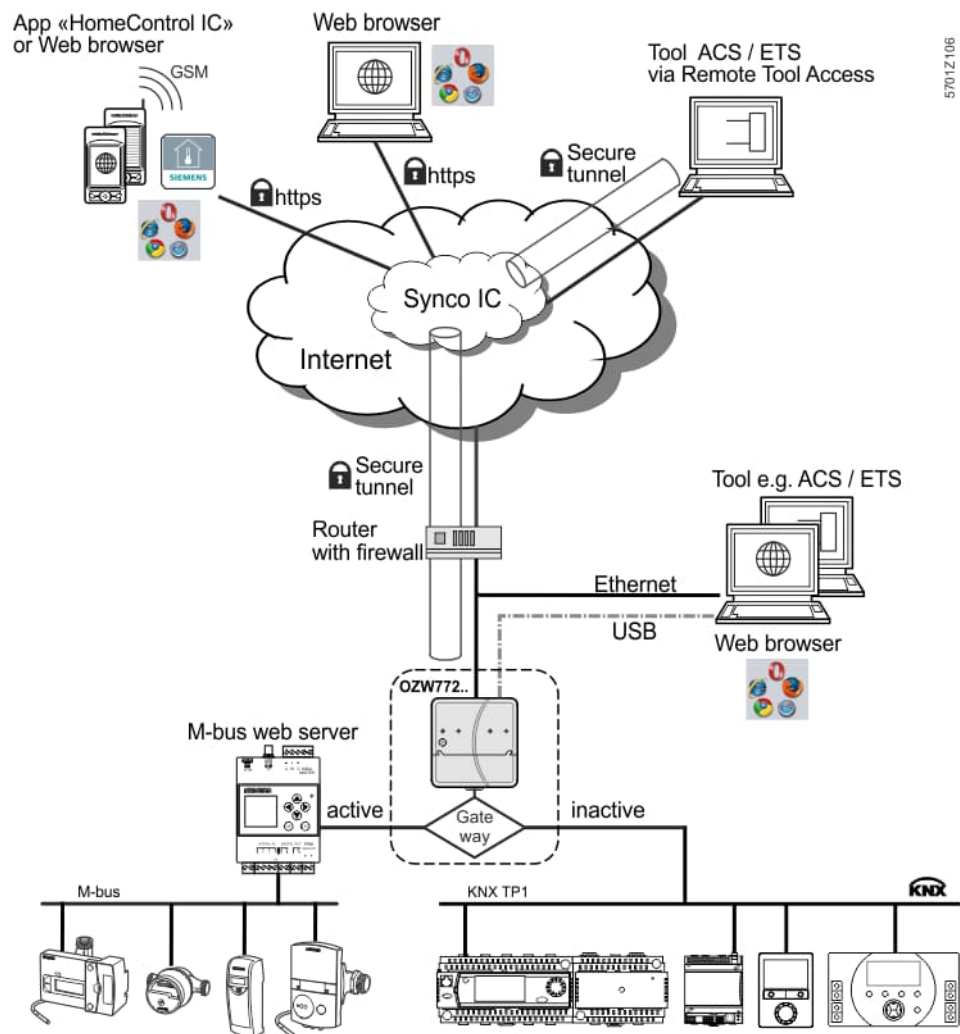 App «HomeControl IC»
or Web browser
GSM
SIEMENS
https
Web browser
https
Tool ACS / ETS
via Remote Tool Access
5701Z106
Secure
tunnel
Synco IC
Internet
Secure
tunnel
Router
with firewall
Tool e.g. ACS / ETS
Ethernet
USB
Web browser
OZW772..
M-bus web server
active
Gate
way
inactive
M-bus
KNX TP1
KNX